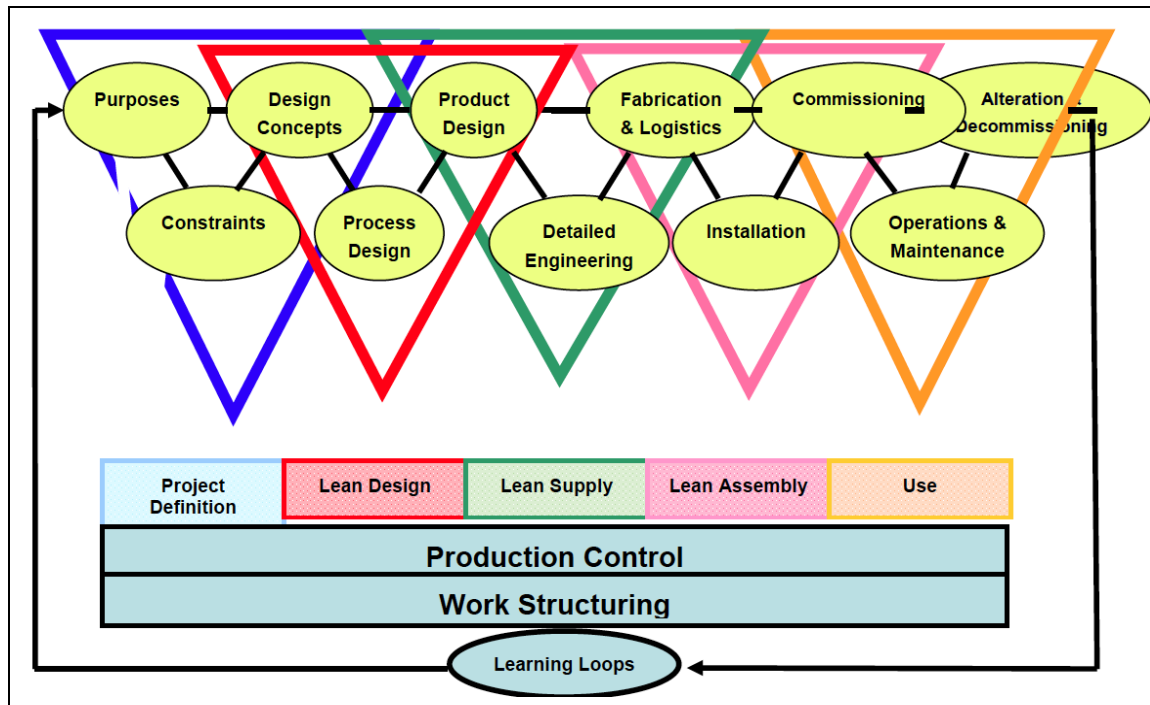 Purposes
Design
Concepts
Product
Design
Fabrication
& Logistics
Commissioning
Alteration &
Decommissioning
Constraints
Process
Design
Detailed
Engineering
Installation
Operations &
Maintenance
Project
Definition
Lean Design
Lean Supply
Lean Assembly
Use
Production Control
Work Structuring
Learning Loops